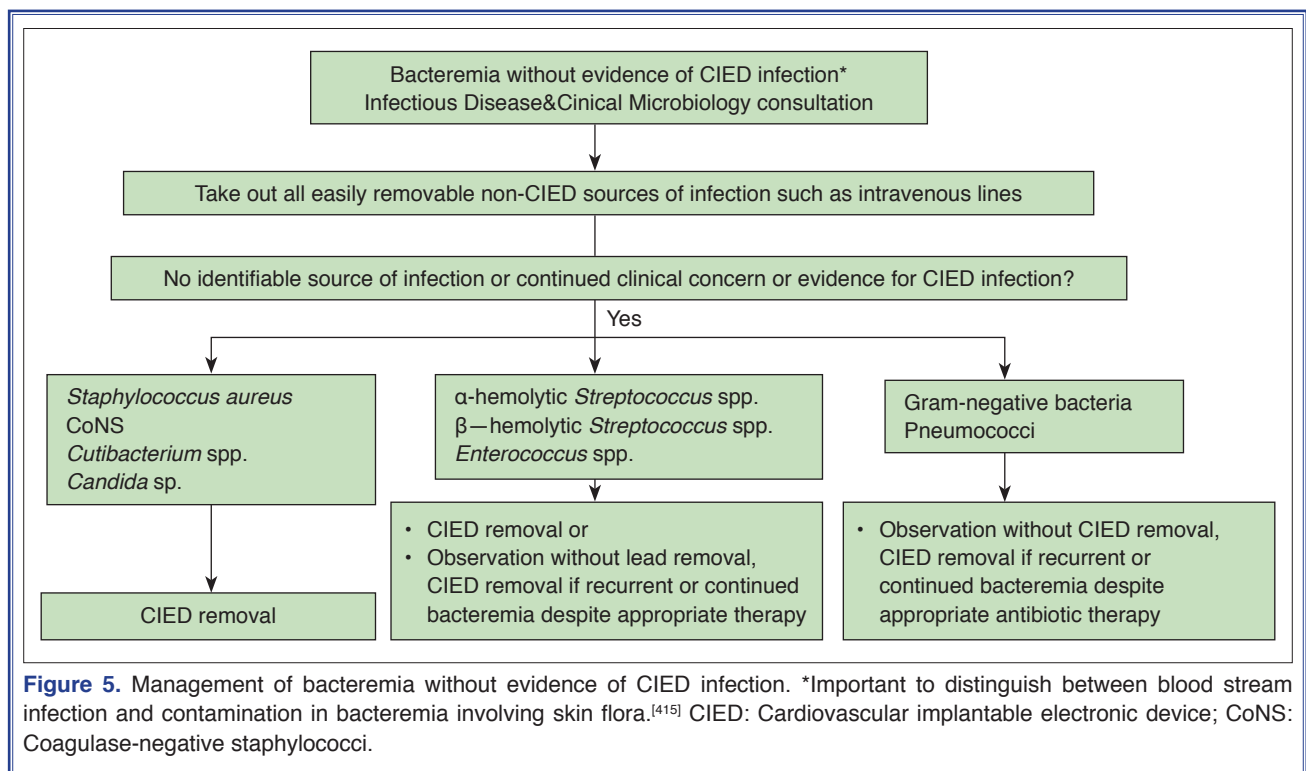 Bacteremia without evidence of CIED infection*
Infectious Disease&Cinical Microbiology consultation
Take out all easily removable non-CIED sources of infection such as intravenous lines
No identifiable source of infection or continued clinical concern or evidence for CIED infection?
Yes
Staphylococcus aureus
CoNS
Cutibacterium spp.
Candida sp.
α-hemolytic Streptococcus spp.
β—hemolytic Streptococcus spp.
Enterococcus spp.
Gram-negative bacteria
Pneumococci
CIED removal
• CIED removal or
• Observation without lead removal,
CIED removal if recurrent or continued
bacteremia despite appropriate therapy
• Observation without CIED removal,
CIED removal if recurrent or
continued bacteremia despite
appropriate antibiotic therapy
Figure 5. Management of bacteremia without evidence of CIED infection. *Important to distinguish between blood stream
infection and contamination in bacteremia involving skin flora.[415] CIED: Cardiovascular implantable electronic device; CoNS:
Coagulase-negative staphylococci.